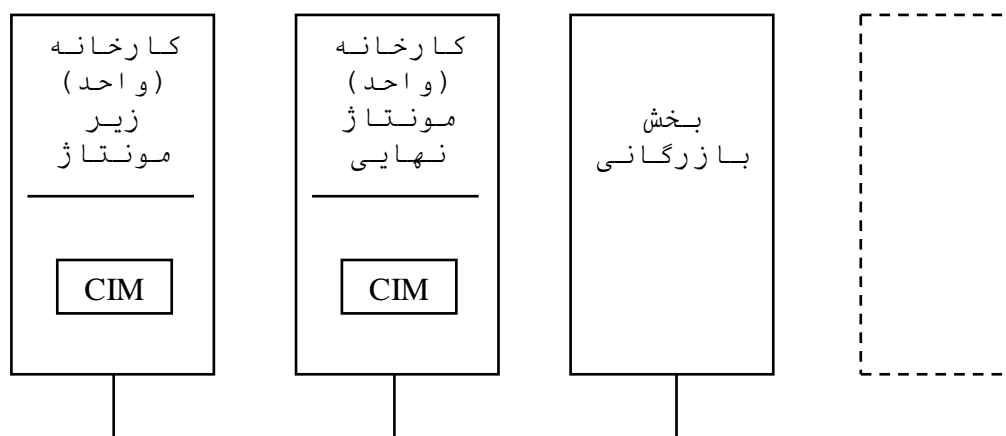 کارخانه
(واحد)
زیر
مونتاژ
CIM
کارخانه
(واحد)
مونتاژ
نهایی
CIM
بخش
بازرگانی